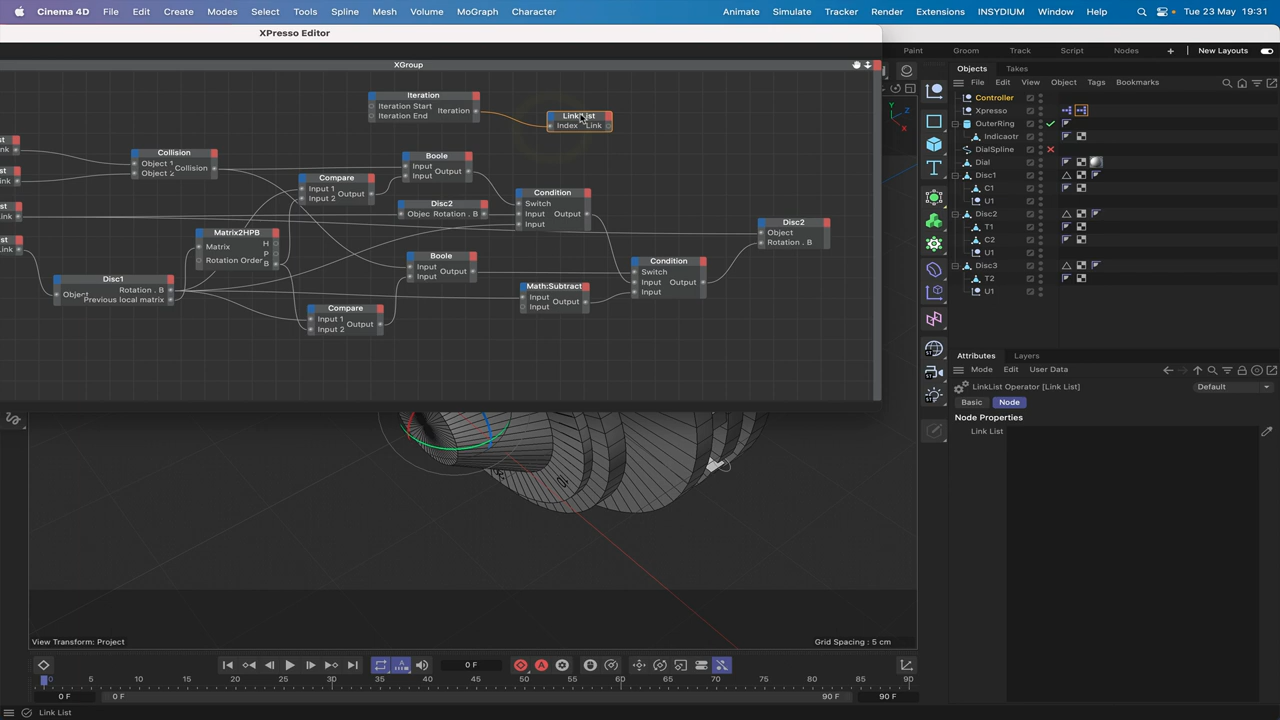 Cinema 4D File Edit Create Modes Select Tools Spline Mesh Volume MoGraph Character Animate Simulate Tracker Render Extensions INSYDIUM Window Help Tue 23 May 19:31
XPresso Editor
Paint Groom Track Script Nodes + New Layouts
XGroup
Objects Takes
File Edit View Object Tags Bookmarks
Iteration
Iteration Start
Iteration
Iteration End
Link List
Index Link
Collision
Object 1
Collision
Object 2
Boole
Input
Input
Output
Compare
Input 1
Output
Input 2
Disc2
Objec Rotation . B
Condition
Switch
Input Output
Input
Disc2
Object
Rotation . B
Matrix2HPB
Matrix H
P
Rotation Order B
Boole
Input
Output
Input
Condition
Switch
Input Output
Input
Disc1
Rotation . B
Object
Previous local matrix
Math:Subtract
Input
Output
Input
Compare
Input 1
Output
Input 2
Controller
Xpresso
OuterRing
Indicaotr
DialSpline
Dial
Disc1
C1
U1
Disc2
T1
C2
U1
Disc3
T2
U1
Attributes Layers
Mode Edit User Data
LinkList Operator [Link List] Default
Basic Node
Node Properties
Link List
View Transform: Project Grid Spacing : 5 cm
0 F
0 5 10 15 20 25 30 35 40 45 50 55 60 65 70 75 80 85 90
0 F 0 F 90 F 90 F
Link List